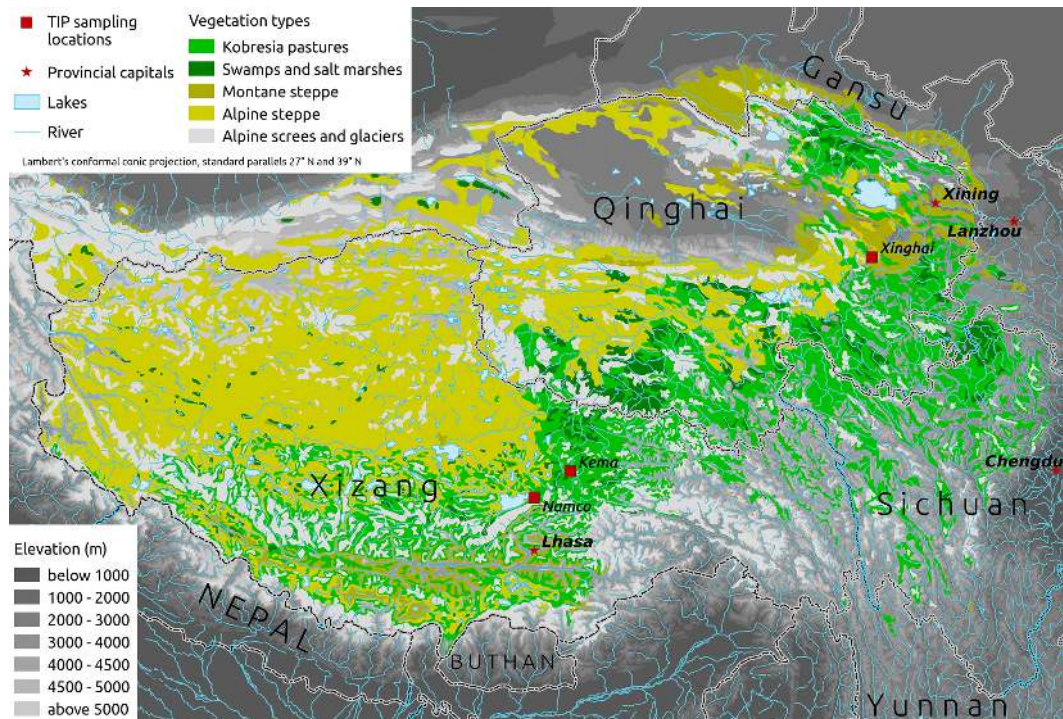 TIP sampling
locations
Provincial capitals
Lakes
River
Vegetation types
Kobresia pastures
Swamps and salt marshes
Montane steppe
Alpine steppe
Alpine screes and glaciers
Lambert's conformal conic projection, standard parallels 27° N and 39° N
Gansu
Qinghai
Xining
Lanzhou
Xinghai
Kema
Xizang
Namco
Chengdu
Sichuan
Lhasa
NEPAL
BUTHAN
Yunnan
Elevation (m)
below 1000
1000 - 2000
2000 - 3000
3000 - 4000
4000 - 4500
4500 - 5000
above 5000